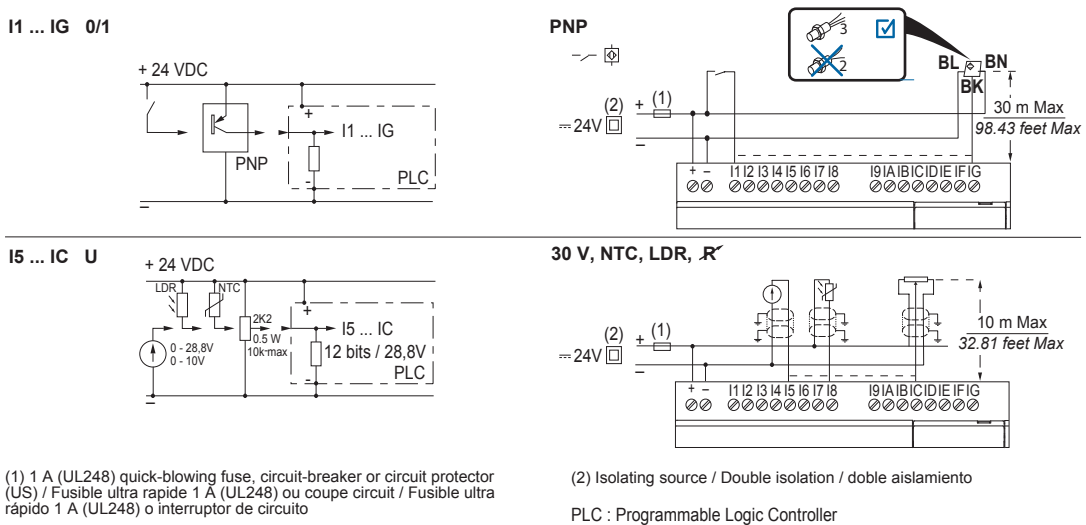 I1 ... IG 0/1
+ 24 VDC
+
I1 ... IG
PNP
-
PLC
–
PNP
3
2
BL
BN
BK
(2)
+
(1)
⎓ 24V
–
30 m Max
98.43 feet Max
+ – I1 I2 I3 I4 I5 I6 I7 I8 I9 IA IB IC ID IE IF IG
I5 ... IC U
+ 24 VDC
LDR
NTC
+
2K2
0.5 W
10k max
I5 ... IC
0 - 28,8V
0 - 10V
12 bits / 28,8V
-
PLC
–
30 V, NTC, LDR, R
(2)
+
(1)
⎓ 24V
–
10 m Max
32.81 feet Max
+ – I1 I2 I3 I4 I5 I6 I7 I8 I9 IA IB IC ID IE IF IG
(1) 1 A (UL248) quick-blowing fuse, circuit-breaker or circuit protector
(US) / Fusible ultra rapide 1 A (UL248) ou coupe circuit / Fusible ultra
rápido 1 A (UL248) o interruptor de circuito
(2) Isolating source / Double isolation / doble aislamiento
PLC : Programmable Logic Controller